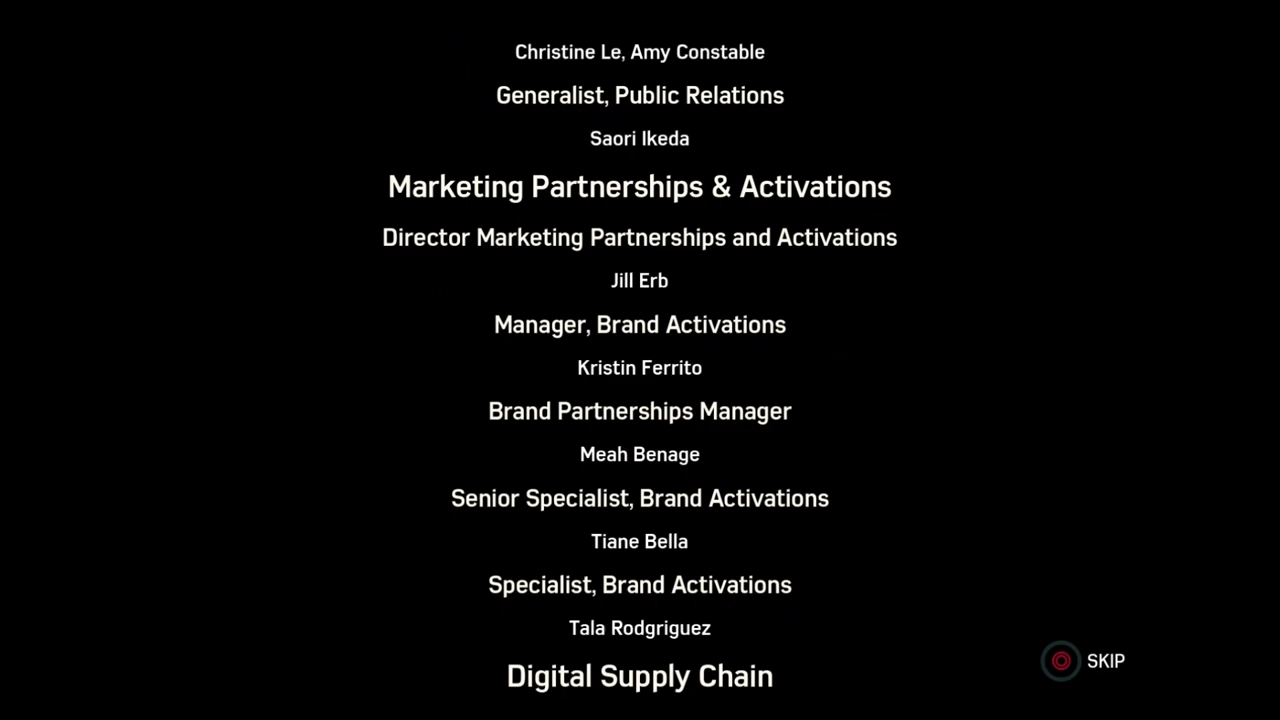 Christine Le, Amy Constable
Generalist, Public Relations
Saori Ikeda
Marketing Partnerships & Activations
Director Marketing Partnerships and Activations
Jill Erb
Manager, Brand Activations
Kristin Ferrito
Brand Partnerships Manager
Meah Benage
Senior Specialist, Brand Activations
Tiane Bella
Specialist, Brand Activations
Tala Rodgriguez
SKIP
Digital Supply Chain